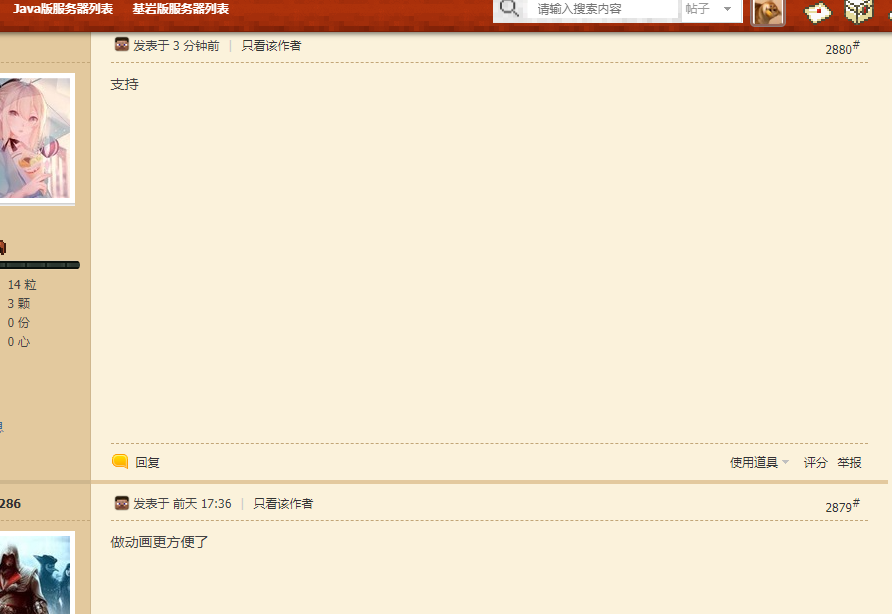 Java版服务器列表 基岩版服务器列表 请输入搜索内容 帖子
发表于 3 分钟前 | 只看该作者 2880#
支持
14 粒
3 颗
0 份
0 心
回复 使用道具 评分 举报
286 发表于 前天 17:36 | 只看该作者 2879#
做动画更方便了